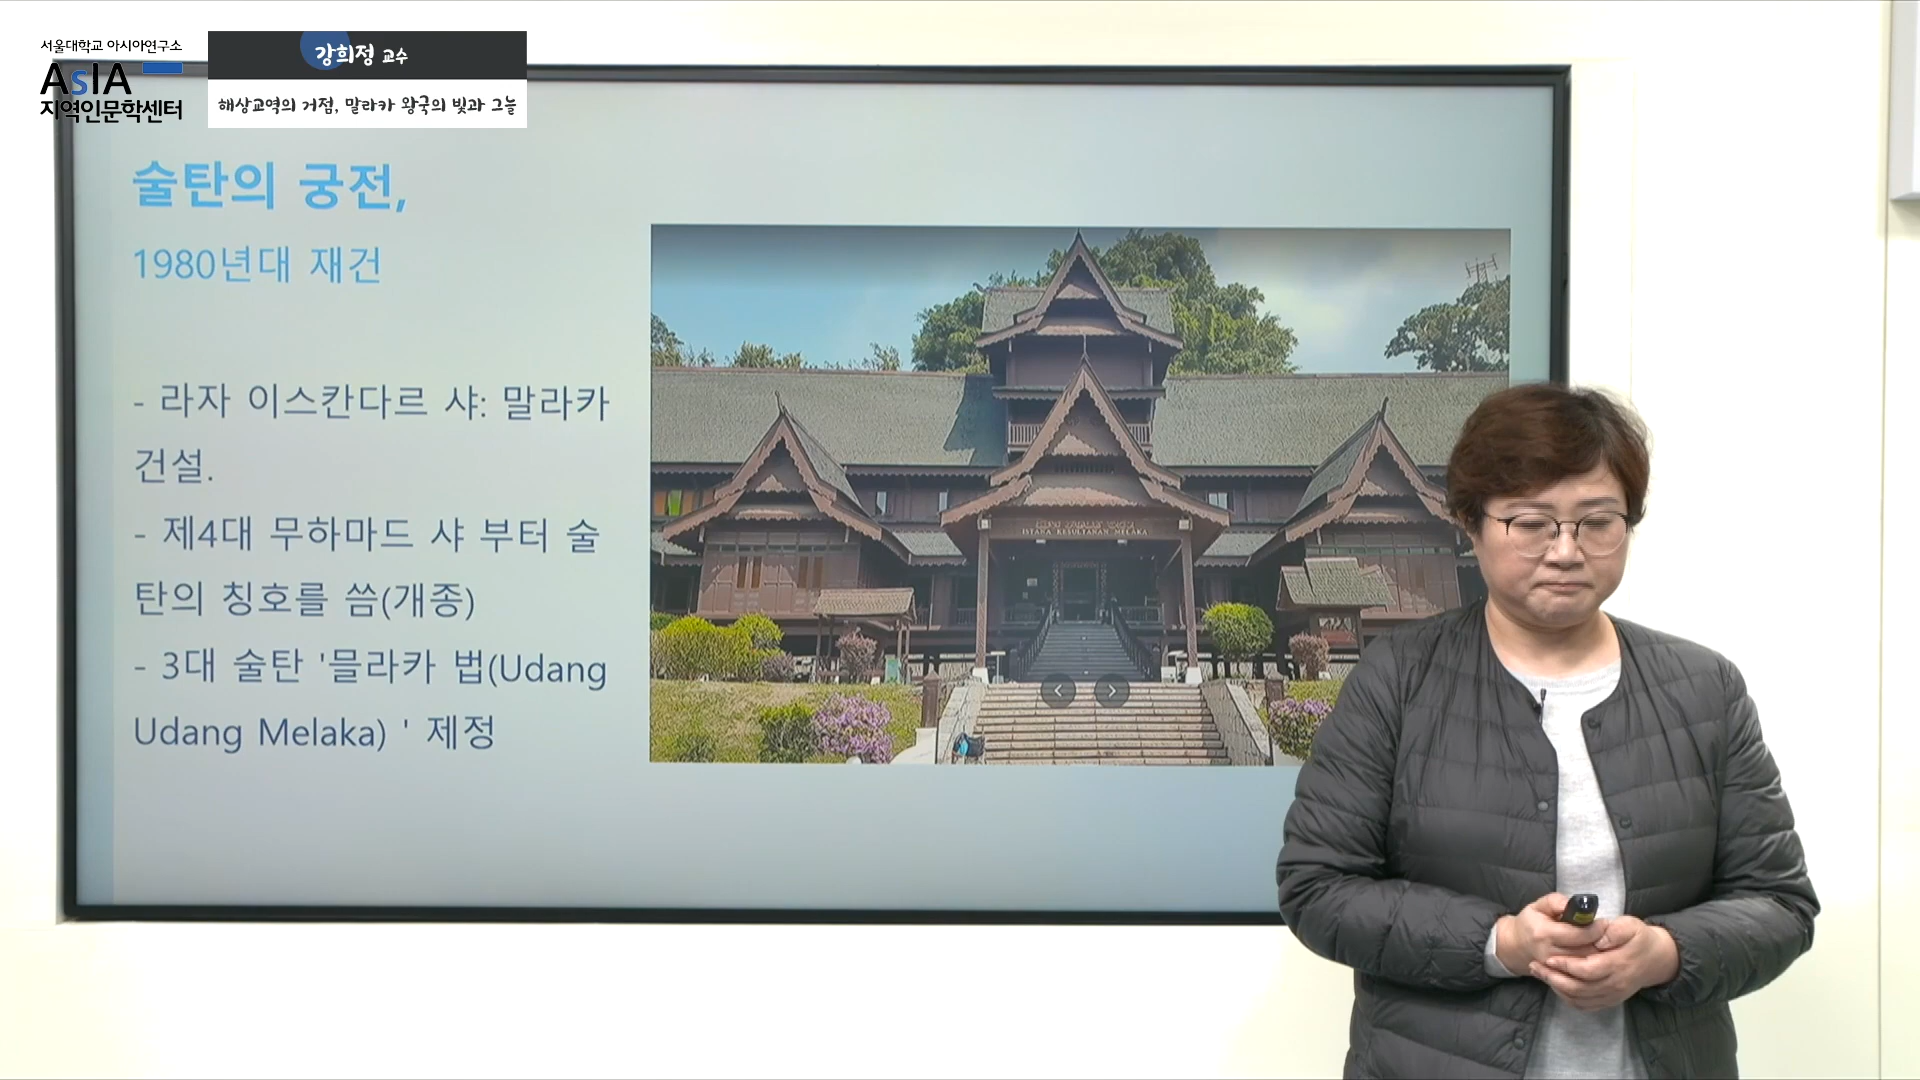 서울대학교 아시아연구소
AsIA
지역인문학센터
강희정 교수
해상교역의 거점, 말라카 왕국의 빛과 그늘
술탄의 궁전,
1980년대 재건
- 라자 이스칸다르 샤: 말라카
건설.
- 제4대 무하마드 샤 부터 술
탄의 칭호를 씀(개종)
- 3대 술탄 '믈라카 법(Udang
Udang Melaka) ' 제정
ISTANA KESULTANAN MELAKA